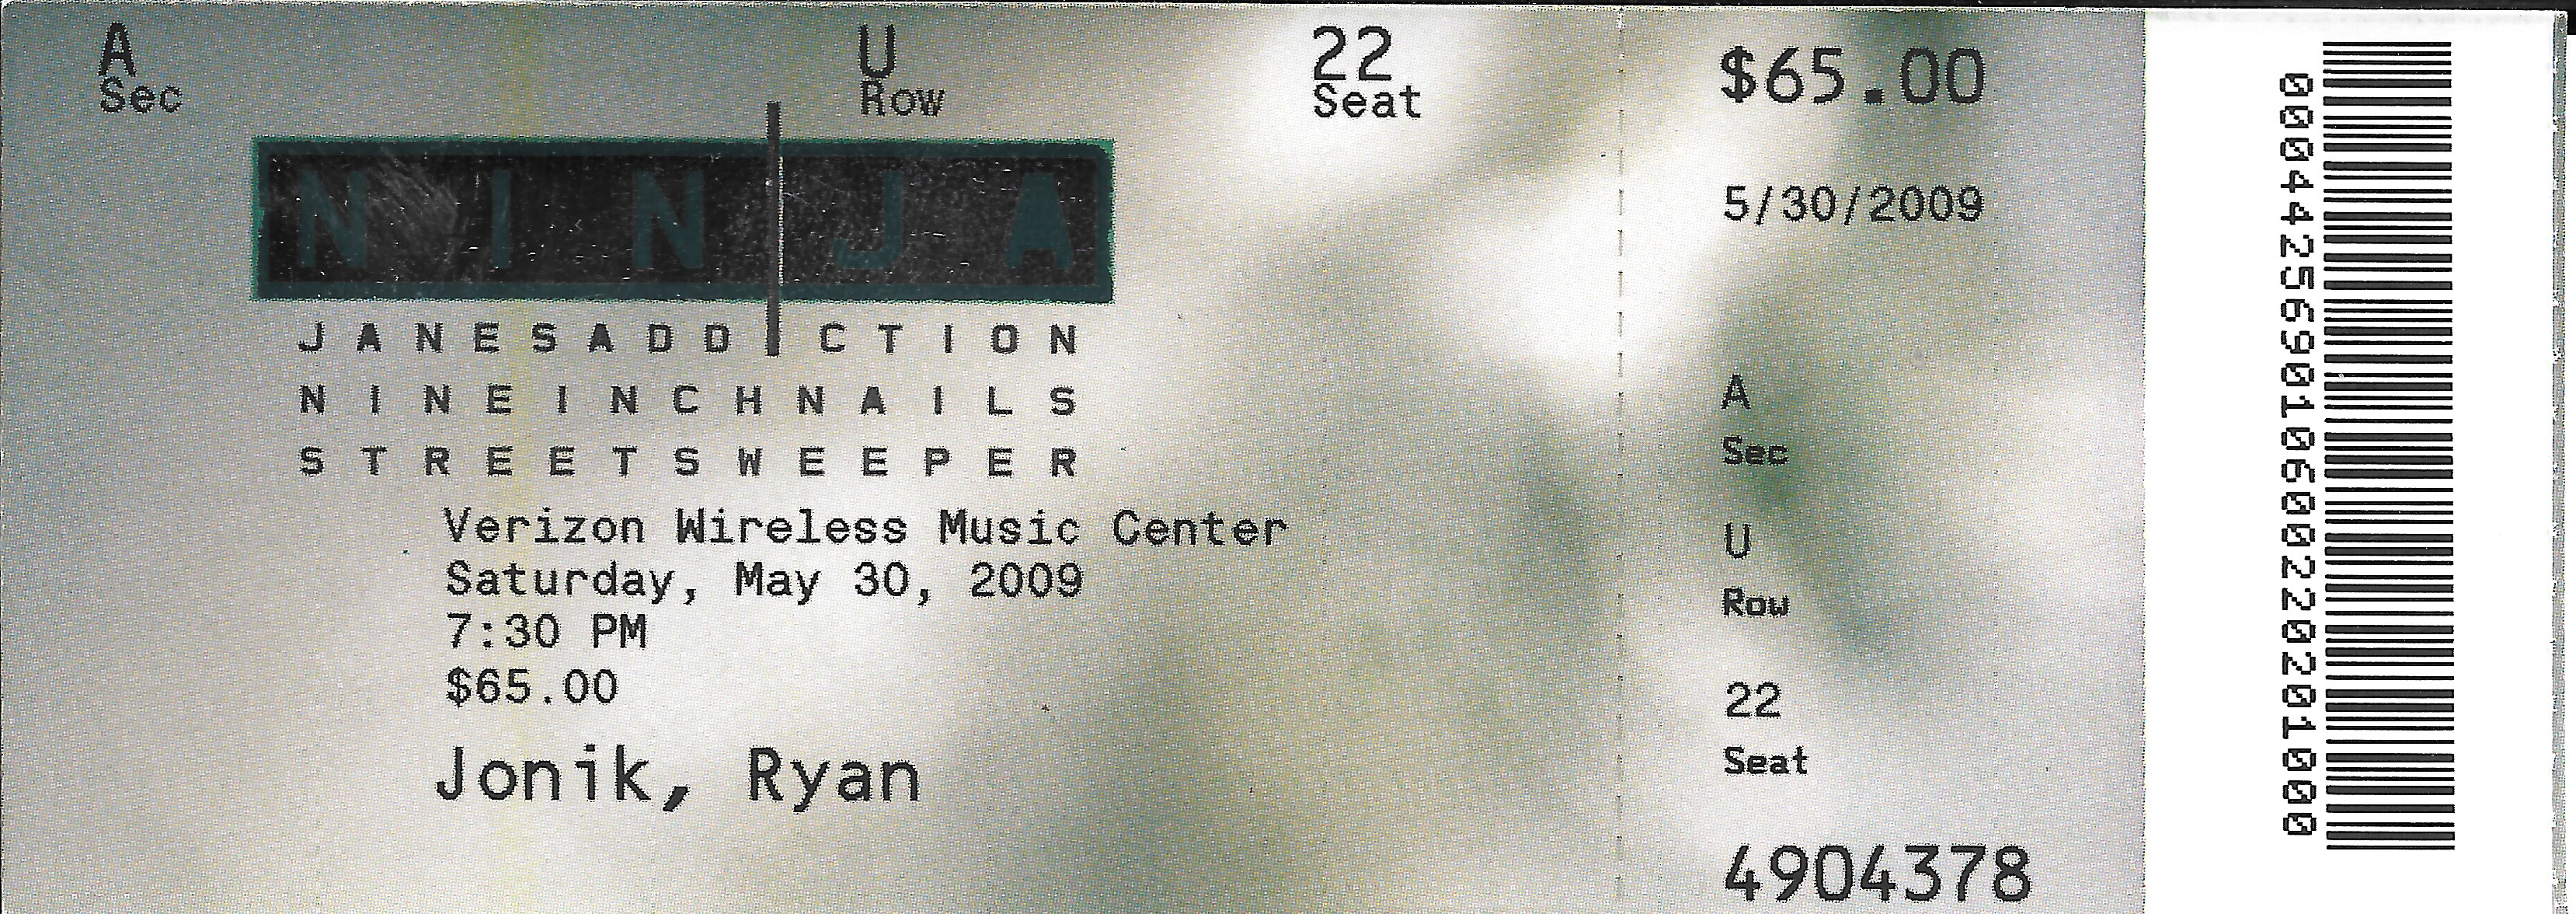 A U 22
Sec Row Seat
N I N J A
JANESADDICTION
NINEINCHNAILS
STREETSWEEPER
Verizon Wireless Music Center
Saturday, May 30, 2009
7:30 PM
$65.00
Jonik, Ryan
$65.00
5/30/2009
A
Sec
U
Row
22
Seat
4904378
000442569010600220201000